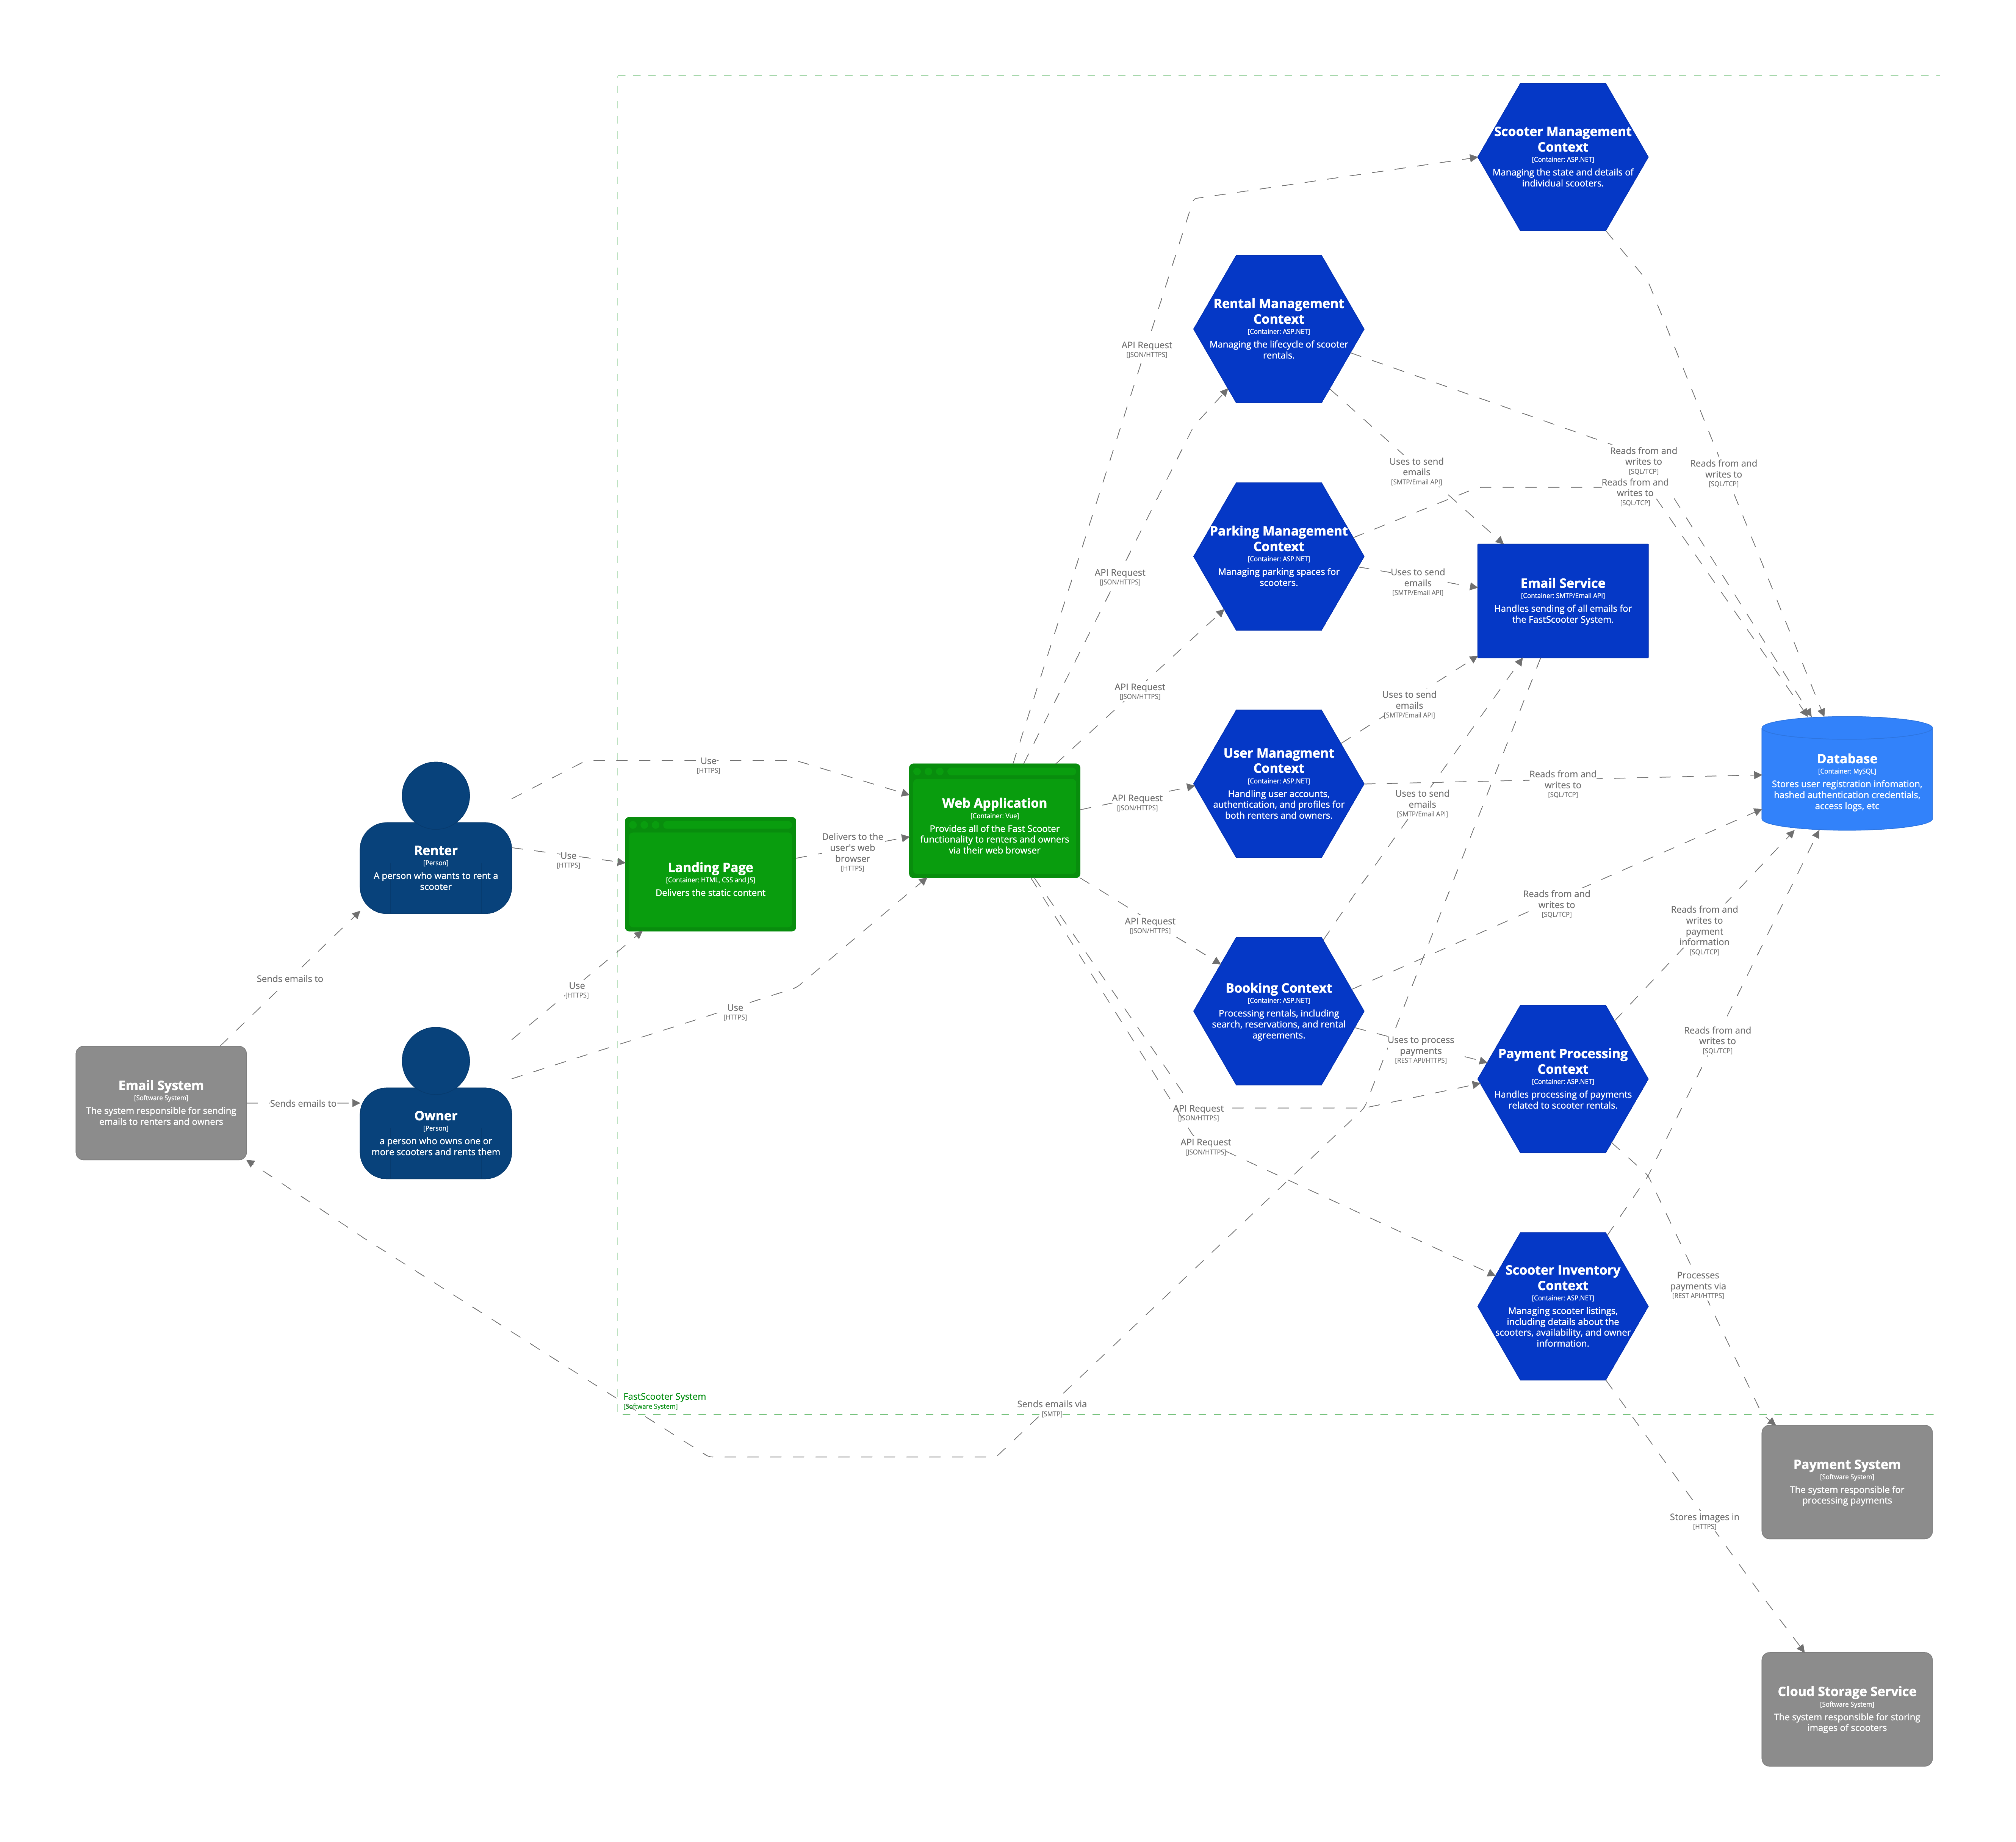 Scooter Management
Context
[Container: ASP.NET]
Managing the state and details of
individual scooters.
Rental Management
Context
[Container: ASP.NET]
Managing the lifecycle of scooter
rentals.
API Request
[JSON/HTTPS]
Reads from and
writes to
[SQL/TCP]
Reads from and
writes to
[SQL/TCP]
Uses to send
emails
[SMTP/Email API]
Reads from and
writes to
[SQL/TCP]
Parking Management
Context
[Container: ASP.NET]
Managing parking spaces for
scooters.
API Request
[JSON/HTTPS]
Uses to send
emails
[SMTP/Email API]
Email Service
[Container: SMTP/Email API]
Handles sending of all emails for
the FastScooter System.
API Request
[JSON/HTTPS]
Uses to send
emails
[SMTP/Email API]
Use
[HTTPS]
User Managment
Context
[Container: ASP.NET]
Handling user accounts,
authentication, and profiles for
both renters and owners.
Reads from and
writes to
[SQL/TCP]
Database
[Container: MySQL]
Stores user registration infomation,
hashed authentication credentials,
access logs, etc
Web Application
[Container: Vue]
Provides all of the Fast Scooter
functionality to renters and owners
via their web browser
API Request
[JSON/HTTPS]
Uses to send
emails
[SMTP/Email API]
Renter
[Person]
A person who wants to rent a
scooter
Use
[HTTPS]
Landing Page
[Container: HTML, CSS and JS]
Delivers the static content
Delivers to the
user's web
browser
[HTTPS]
Reads from and
writes to
[SQL/TCP]
API Request
[JSON/HTTPS]
Reads from and
writes to
payment
information
[SQL/TCP]
Sends emails to
Use
[HTTPS]
Use
[HTTPS]
Booking Context
[Container: ASP.NET]
Processing rentals, including
search, reservations, and rental
agreements.
Uses to process
payments
[REST API/HTTPS]
Reads from and
writes to
[SQL/TCP]
Payment Processing
Context
[Container: ASP.NET]
Handles processing of payments
related to scooter rentals.
Email System
[Software System]
The system responsible for sending
emails to renters and owners
Sends emails to
Owner
[Person]
a person who owns one or
more scooters and rents them
API Request
[JSON/HTTPS]
API Request
[JSON/HTTPS]
Scooter Inventory
Context
[Container: ASP.NET]
Managing scooter listings,
including details about the
scooters, availability, and owner
information.
Processes
payments via
[REST API/HTTPS]
FastScooter System
[Software System]
Sends emails via
[SMTP]
Payment System
[Software System]
The system responsible for
processing payments
Stores images in
[HTTPS]
Cloud Storage Service
[Software System]
The system responsible for storing
images of scooters